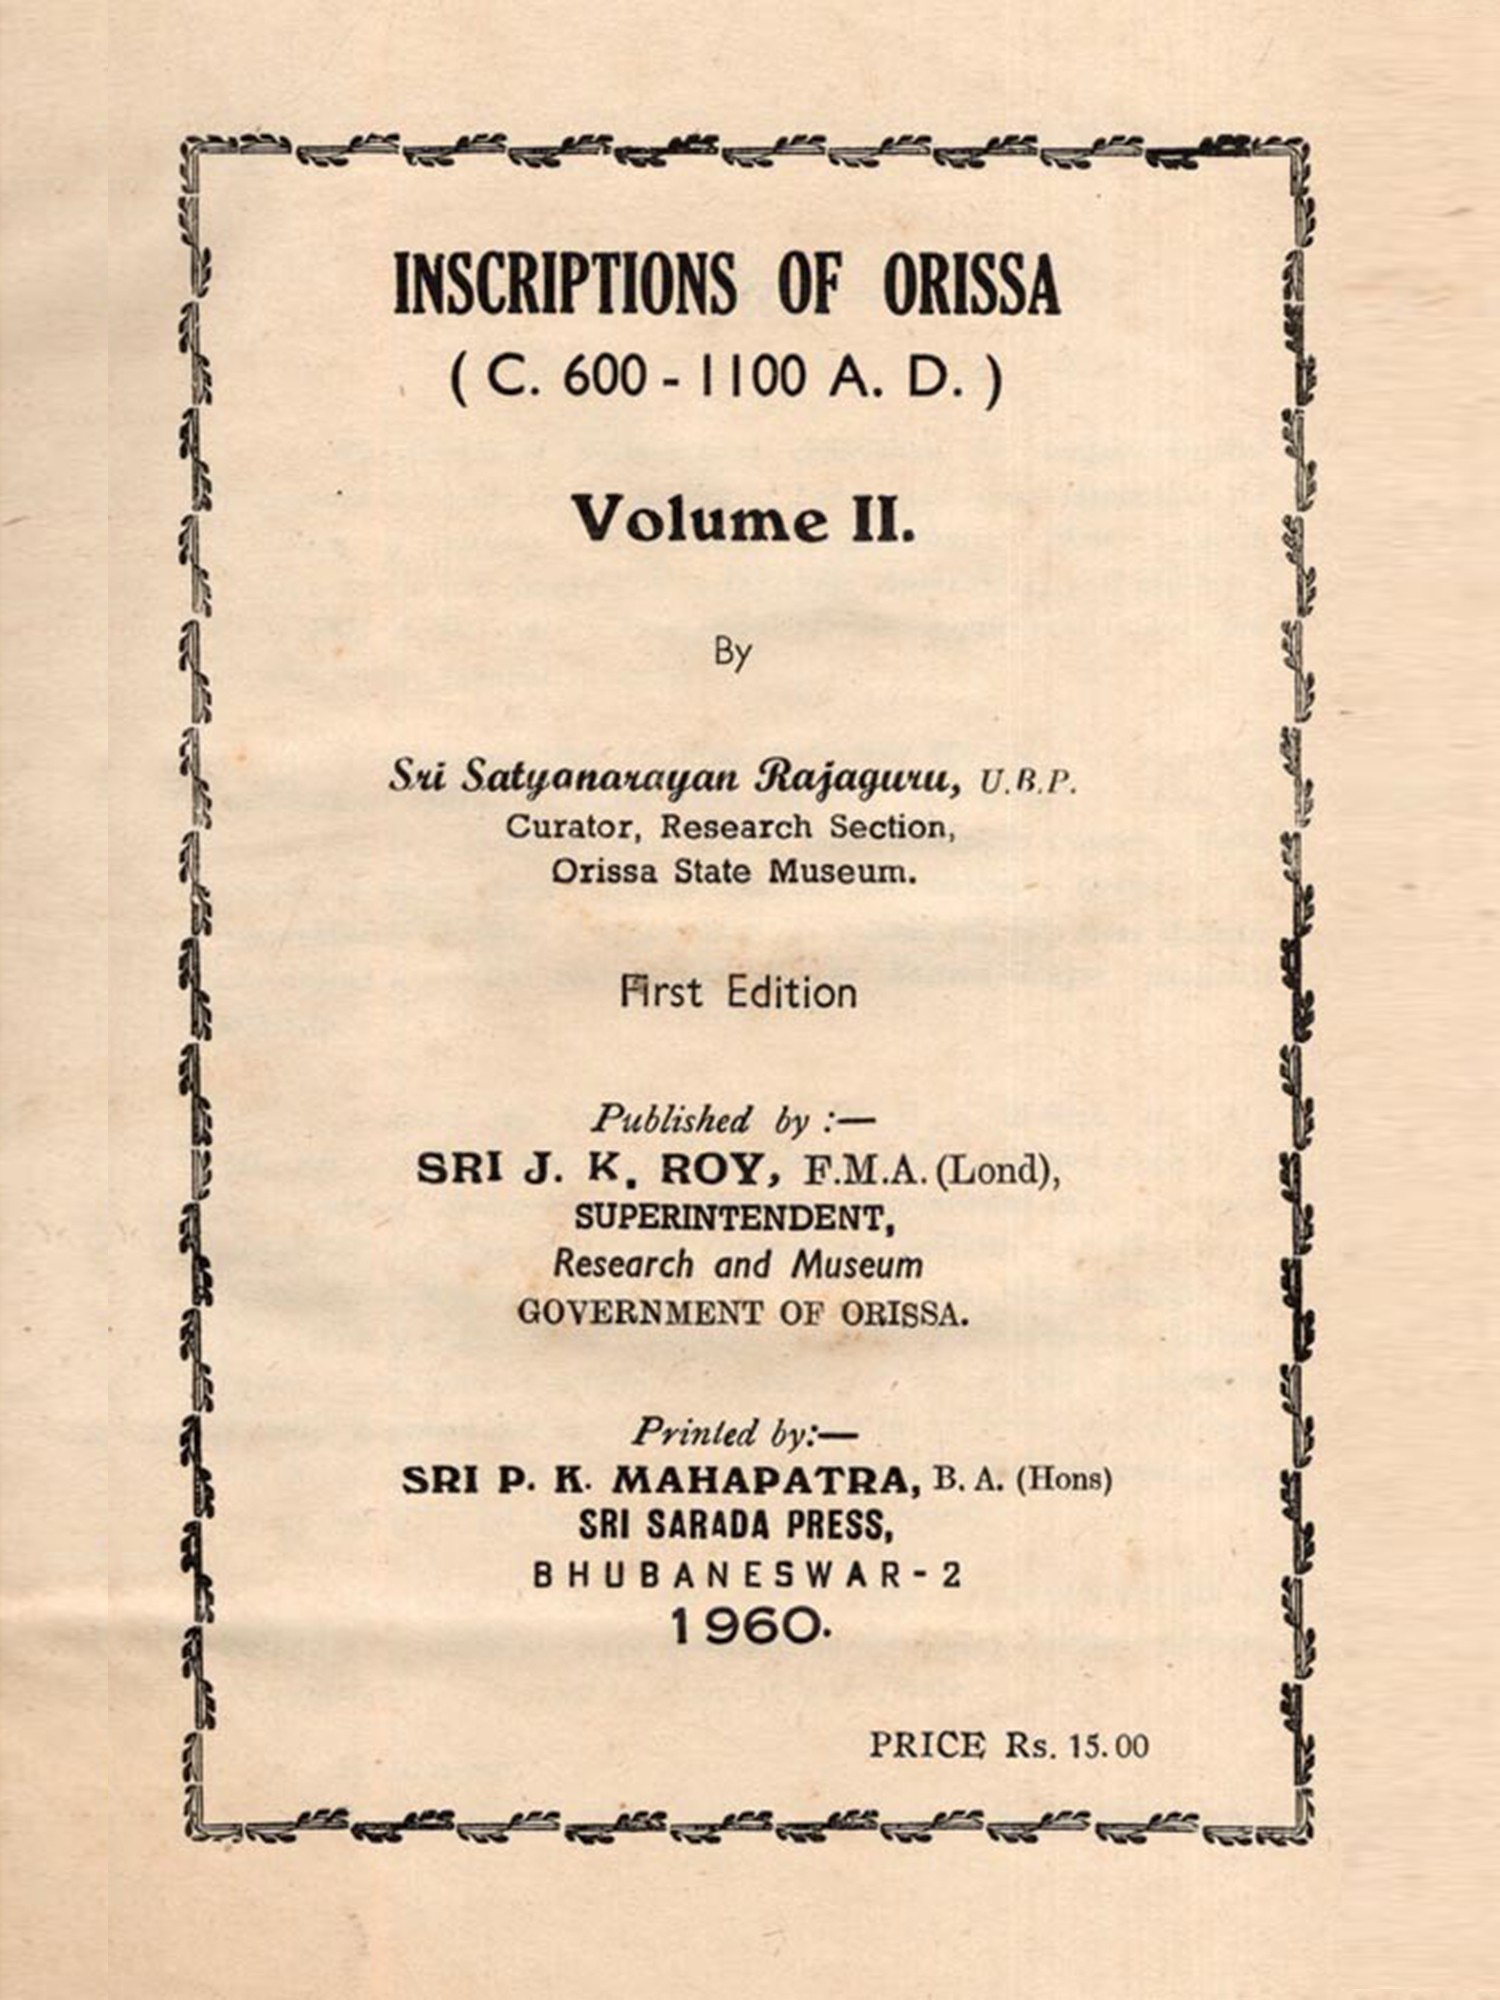 INSCRIPTIONS OF ORISSA
( C. 600 - 1100 A. D. )
Volume II.
By
Sri Satyanarayan Rajaguru, U.B.P.
Curator, Research Section,
Orissa State Museum.
First Edition
Published by :—
SRI J. K. ROY, F.M.A. (Lond),
SUPERINTENDENT,
Research and Museum
GOVERNMENT OF ORISSA.
Printed by:—
SRI P. K. MAHAPATRA, B. A. (Hons)
SRI SARADA PRESS,
BHUBANESWAR-2
1960.
PRICE Rs. 15.00